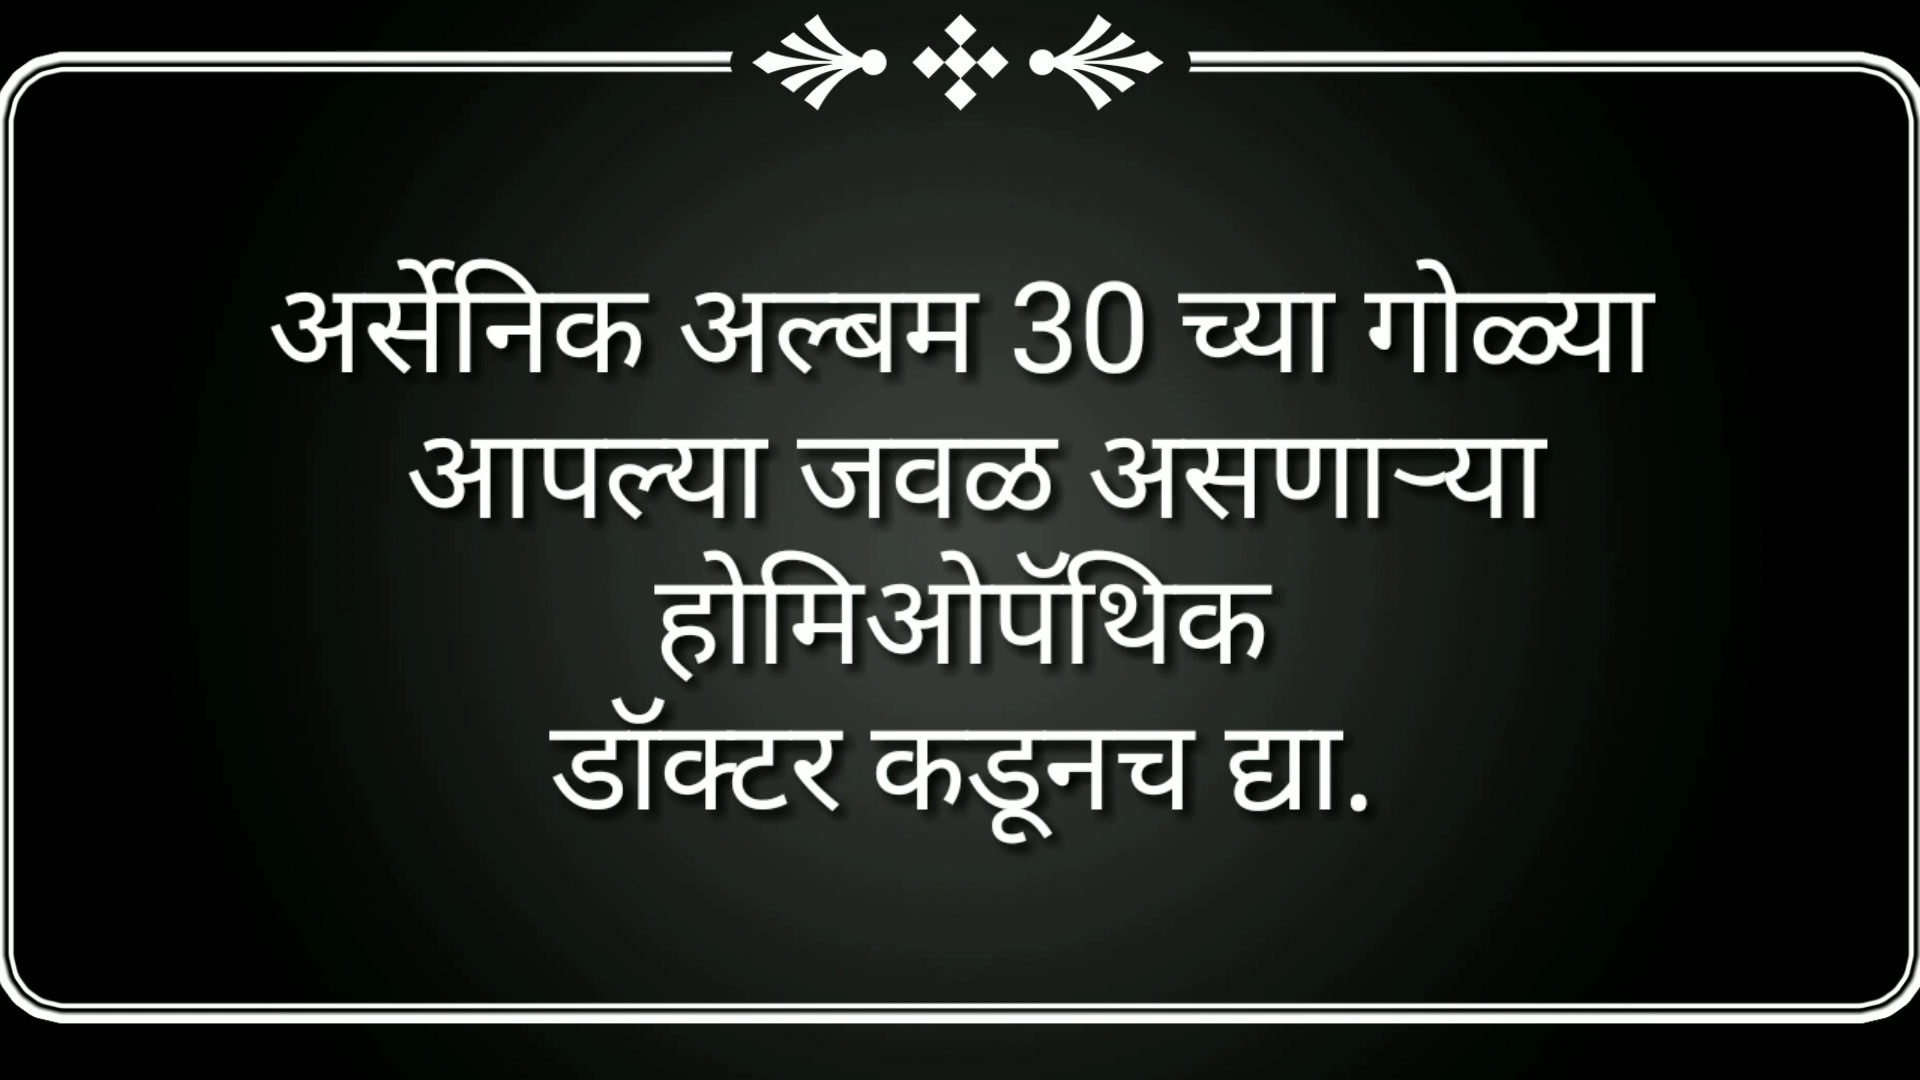 अर्सेनिक अल्बम 30 च्या गोळ्या
आपल्या जवळ असणाऱ्या
होमिओपॅथिक
डॉक्टर कडूनच द्या.